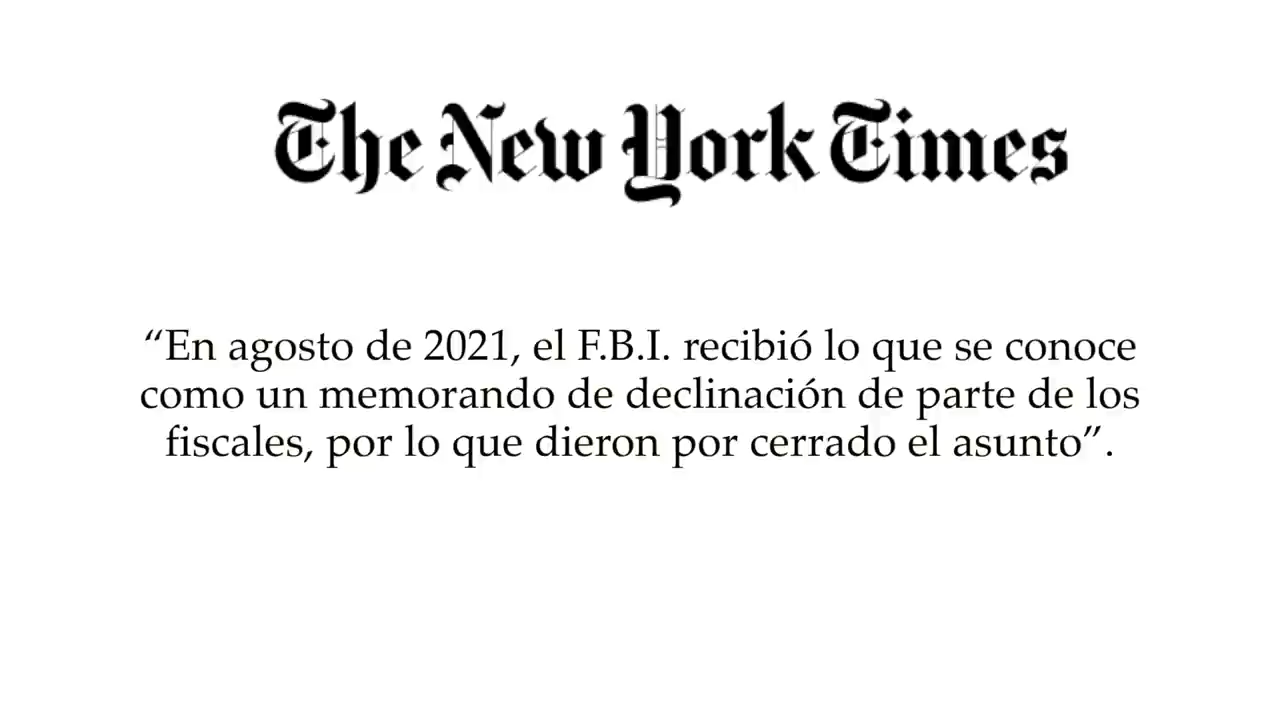 The New York Times
“En agosto de 2021, el F.B.I. recibió lo que se conoce
como un memorando de declinación de parte de los
fiscales, por lo que dieron por cerrado el asunto”.